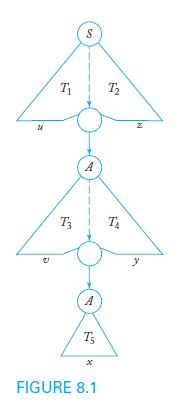 S
T₁ T₂
u z
A
T₃ T₄
v y
A
T₅
x
FIGURE 8.1